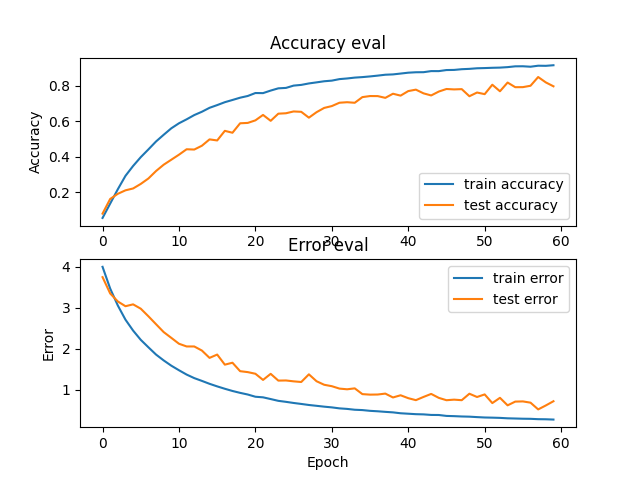 Accuracy eval
Accuracy
0.8
0.6
0.4
0.2
train accuracy
test accuracy
0 10 20 30 40 50 60
Error eval
Error
4
3
2
1
train error
test error
0 10 20 30 40 50 60
Epoch